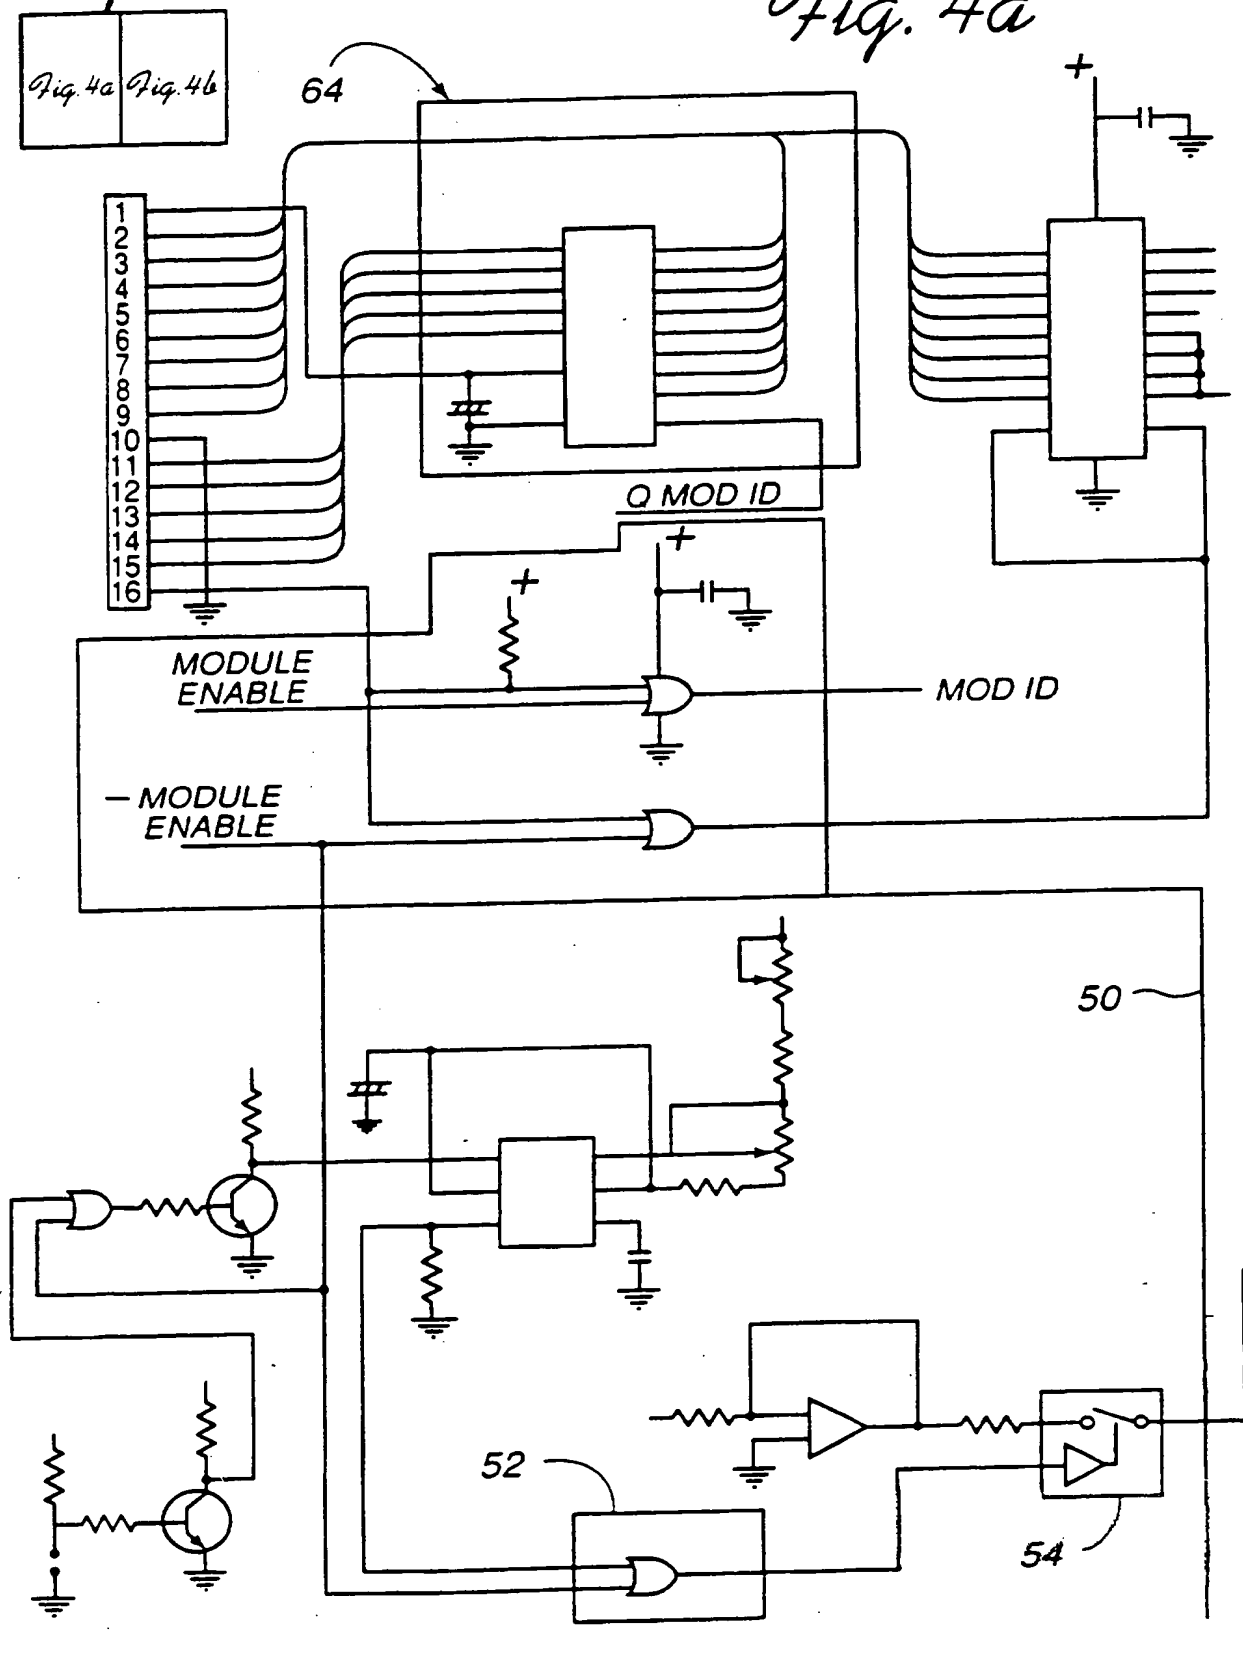 Fig. 4a
Fig. 4a Fig. 4b
64
+
1
2
3
4
5
6
7
8
9
10
11
12
13
14
15
16
Q MOD ID
+
+
MODULE
ENABLE
MOD ID
— MODULE
ENABLE
50
52
54